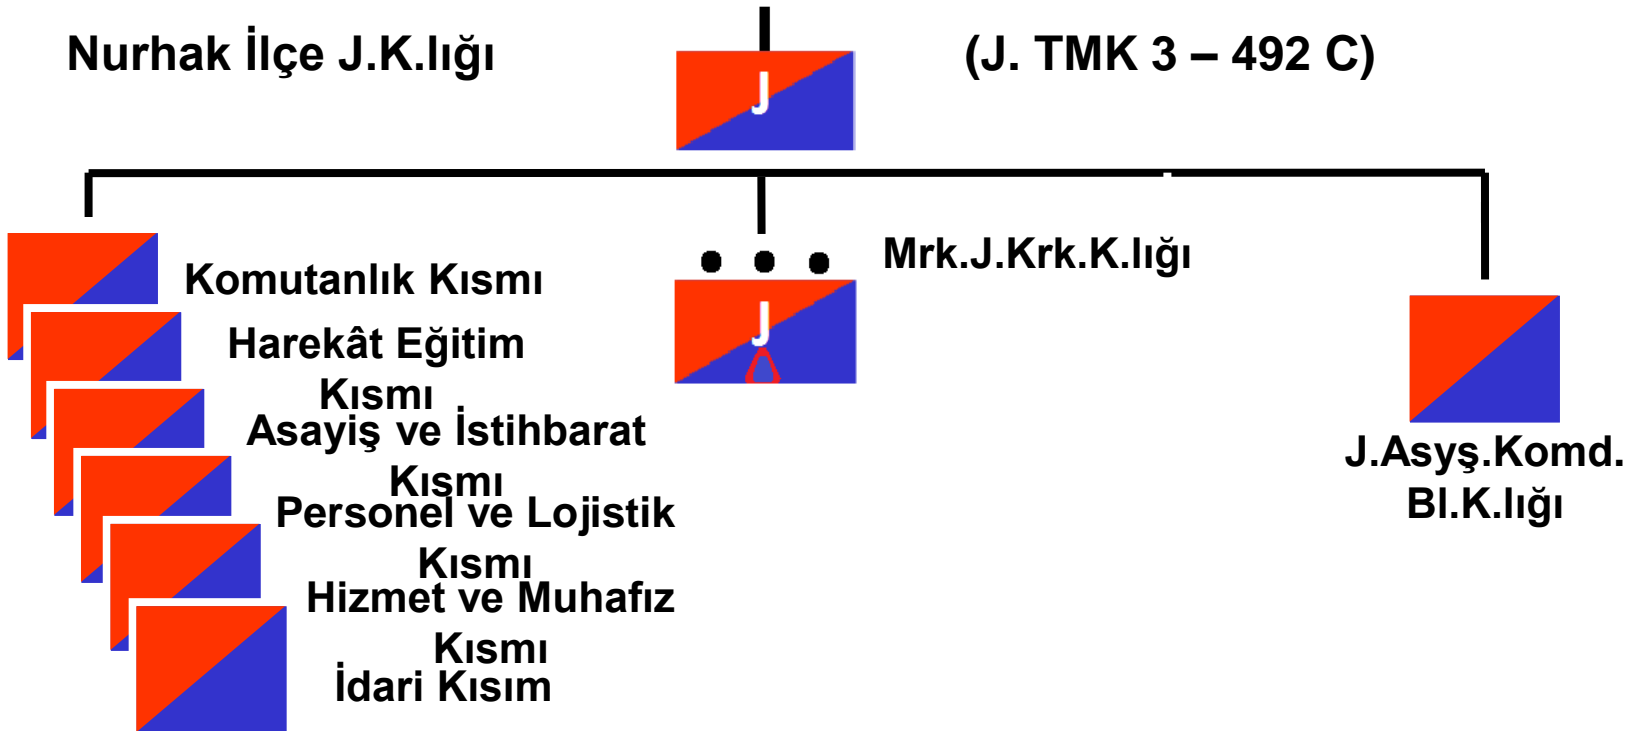 Nurhak İlçe J.K.lığı
(J. TMK 3 – 492 C)
J
Komutanlık Kısmı
Harekât Eğitim
Kısmı
Asayiş ve İstihbarat
Kısmı
Personel ve Lojistik
Kısmı
Hizmet ve Muhafız
Kısmı
İdari Kısım
Mrk.J.Krk.K.lığı
J
J.Asyş.Komd.
Bl.K.lığı